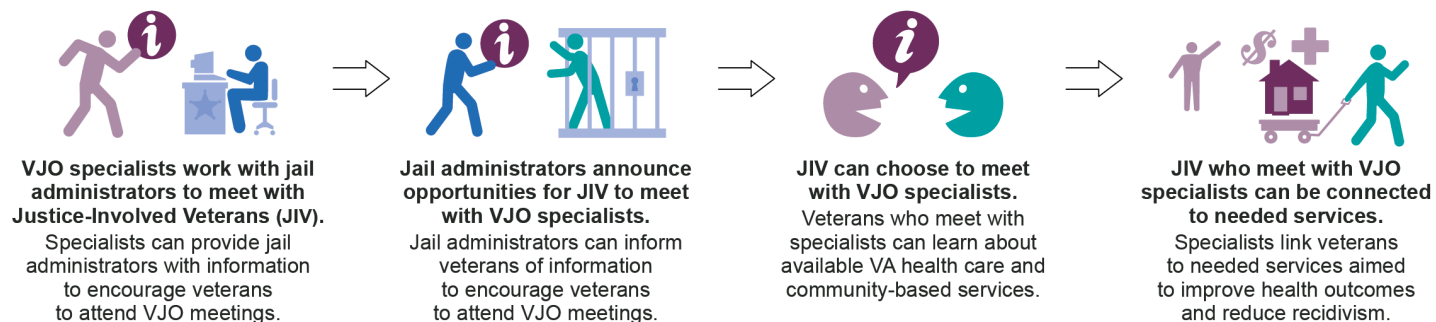 VJO specialists work with jail
administrators to meet with
Justice-Involved Veterans (JIV).
Specialists can provide jail
administrators with information
to encourage veterans
to attend VJO meetings.
Jail administrators announce
opportunities for JIV to meet
with VJO specialists.
Jail administrators can inform
veterans of information
to encourage veterans
to attend VJO meetings.
JIV can choose to meet
with VJO specialists.
Veterans who meet with
specialists can learn about
available VA health care and
community-based services.
JIV who meet with VJO
specialists can be connected
to needed services.
Specialists link veterans
to needed services aimed
to improve health outcomes
and reduce recidivism.